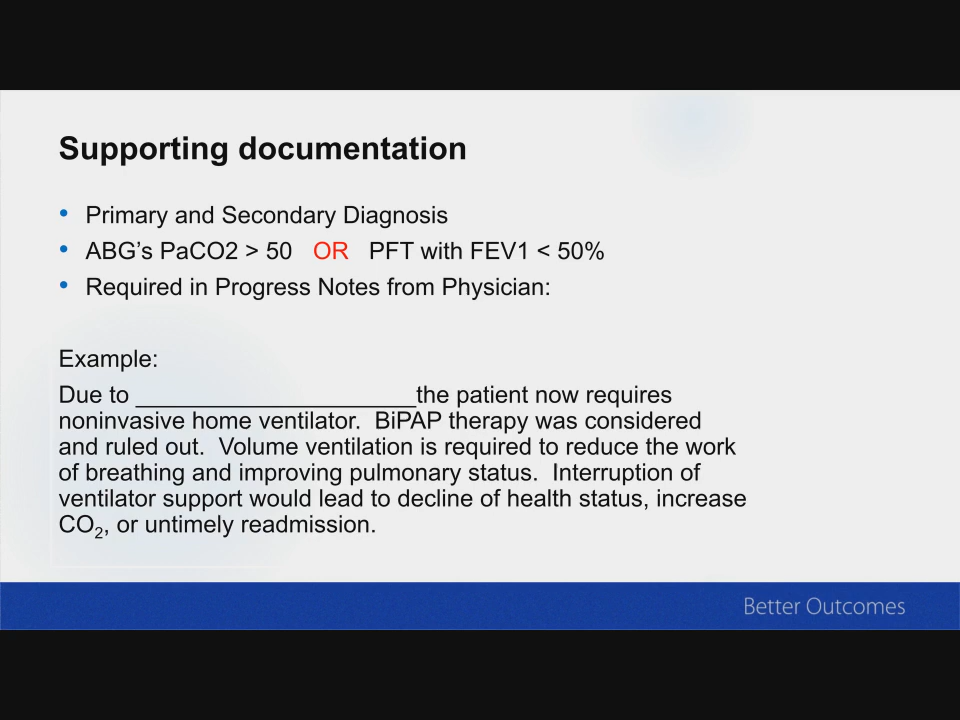 Supporting documentation
• Primary and Secondary Diagnosis
• ABG’s PaCO2 > 50 OR PFT with FEV1 < 50%
• Required in Progress Notes from Physician:
Example:
Due to _____________________the patient now requires
noninvasive home ventilator. BiPAP therapy was considered
and ruled out. Volume ventilation is required to reduce the work
of breathing and improving pulmonary status. Interruption of
ventilator support would lead to decline of health status, increase
CO₂, or untimely readmission.
Better Outcomes